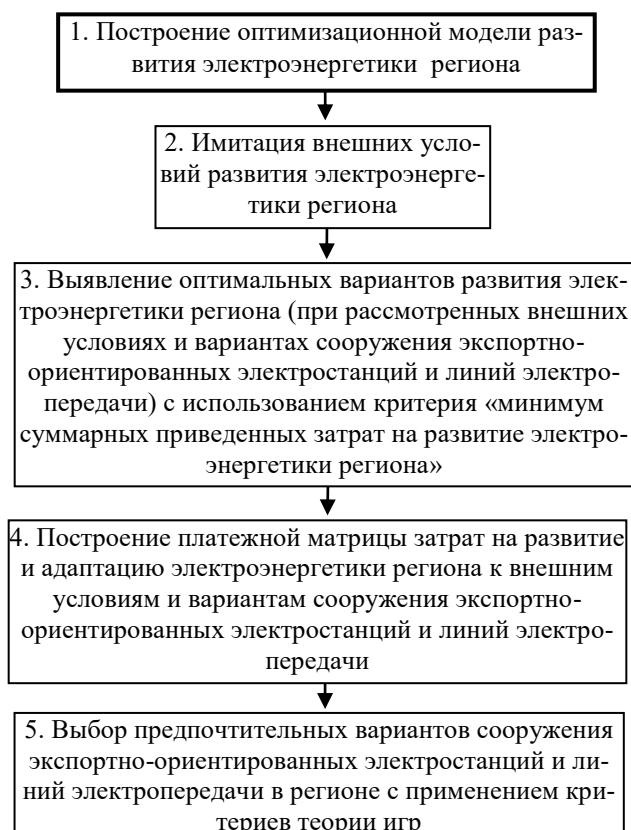 1. Построение оптимизационной модели раз-
вития электроэнергетики региона
2. Имитация внешних усло-
вий развития электроэнерге-
тики региона
3. Выявление оптимальных вариантов развития элек-
троэнергетики региона (при рассмотренных внешних
условиях и вариантах сооружения экспортно-
ориентированных электростанций и линий электро-
передачи) с использованием критерия «минимум
суммарных приведенных затрат на развитие электро-
энергетики региона»
4. Построение платежной матрицы затрат на развитие
и адаптацию электроэнергетики региона к внешним
условиям и вариантам сооружения экспортно-
ориентированных электростанций и линий электро-
передачи
5. Выбор предпочтительных вариантов сооружения
экспортно-ориентированных электростанций и ли-
ний электропередачи в регионе с применением кри-
териев теории игр